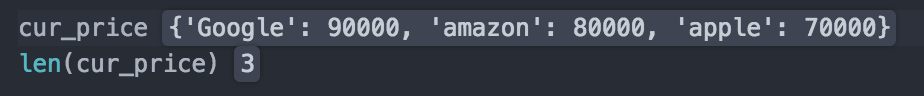 cur_price {'Google': 90000, 'amazon': 80000, 'apple': 70000}
len(cur_price) 3